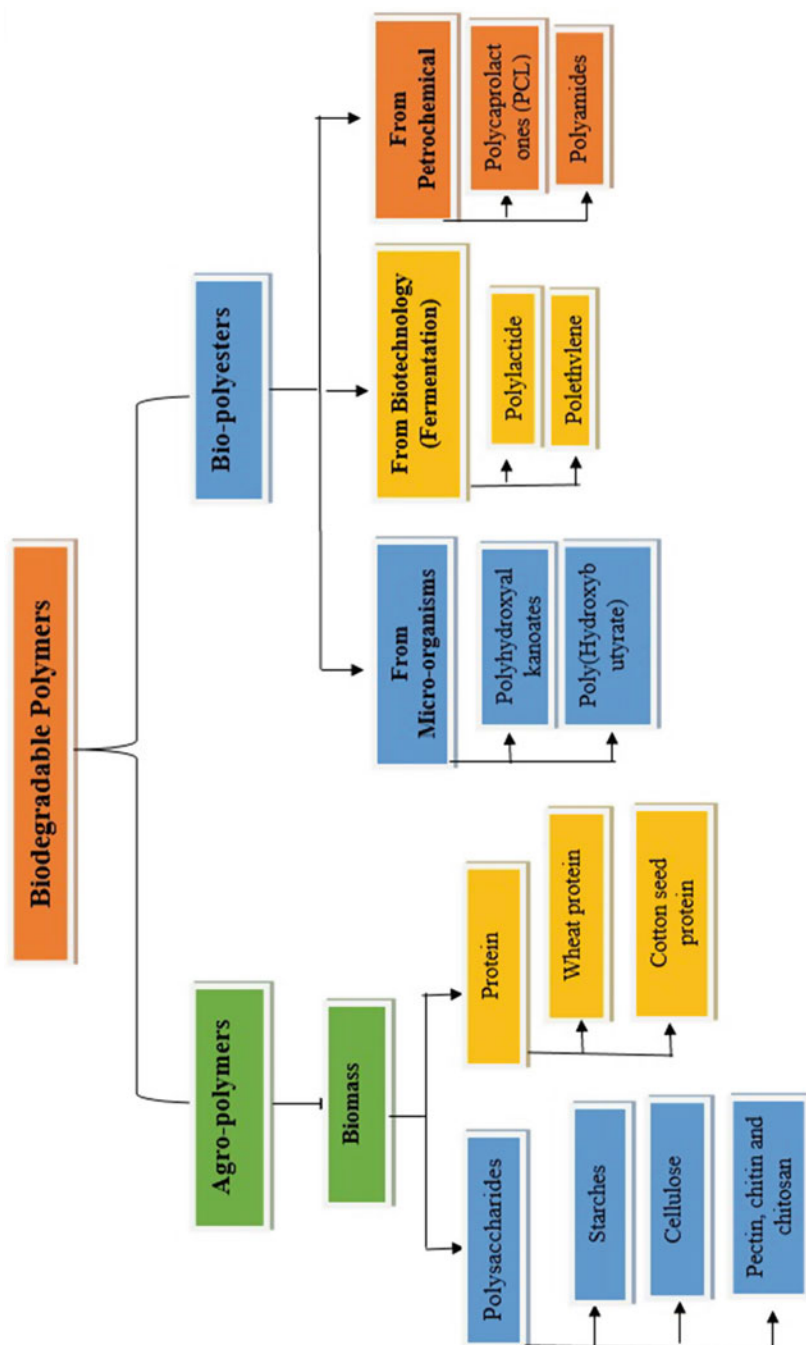 Biodegradable Polymers
Agro-polymers
Bio-polyesters
Biomass
Polysaccharides
Starches
Cellulose
Pectin, chitin and
chitosan
Protein
Wheat protein
Cotton seed
protein
From
Micro-organisms
Polyhydroxyal
kanoates
Poly(Hydroxyb
utyrate)
From Biotechnology
(Fermentation)
Polylactide
Polethvlene
From
Petrochemical
Polycaprolact
ones (PCL)
Polyamides